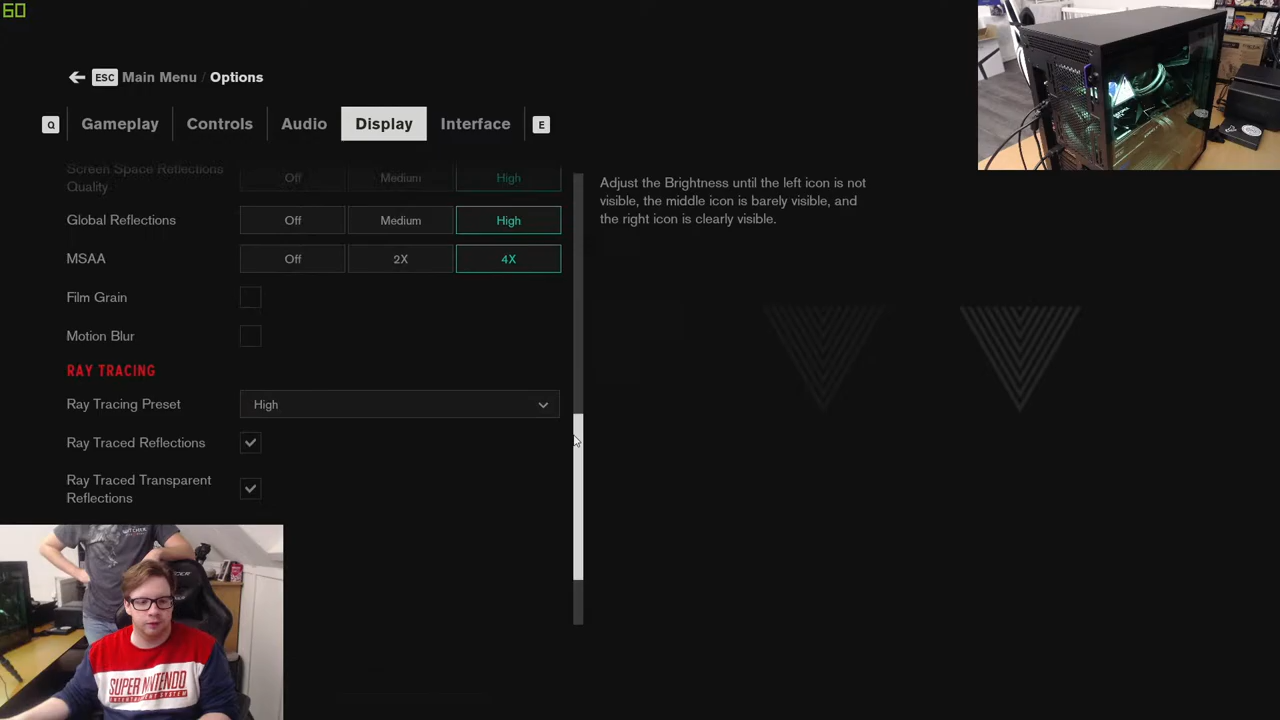 60
ESC Main Menu / Options
Q Gameplay Controls Audio Display Interface E
Screen Space Reflections
Quality
Off Medium High
Adjust the Brightness until the left icon is not
visible, the middle icon is barely visible, and
the right icon is clearly visible.
Global Reflections Off Medium High
MSAA Off 2X 4X
Film Grain
Motion Blur
RAY TRACING
Ray Tracing Preset High
Ray Traced Reflections
Ray Traced Transparent
Reflections
WITCHER
SUPER NINTENDO
ENTERTAINMENT SYSTEM